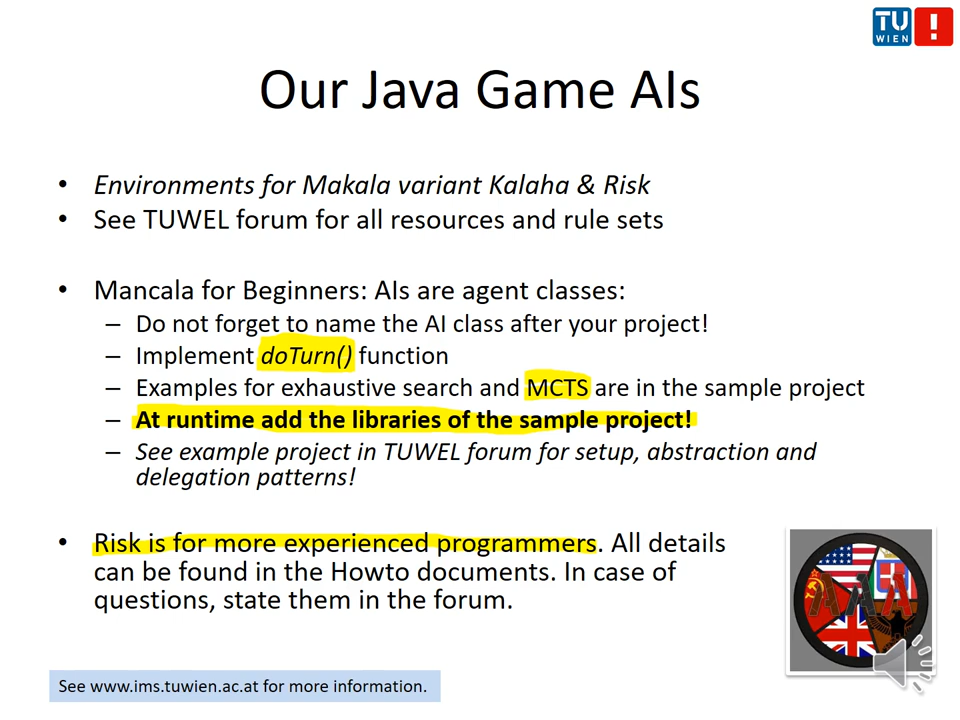 TU
WIEN
!
Our Java Game AIs
• Environments for Makala variant Kalaha & Risk
• See TUWEL forum for all resources and rule sets
• Mancala for Beginners: AIs are agent classes:
– Do not forget to name the AI class after your project!
– Implement doTurn() function
– Examples for exhaustive search and MCTS are in the sample project
– At runtime add the libraries of the sample project!
– See example project in TUWEL forum for setup, abstraction and
delegation patterns!
• Risk is for more experienced programmers. All details
can be found in the Howto documents. In case of
questions, state them in the forum.
AAA
See www.ims.tuwien.ac.at for more information.